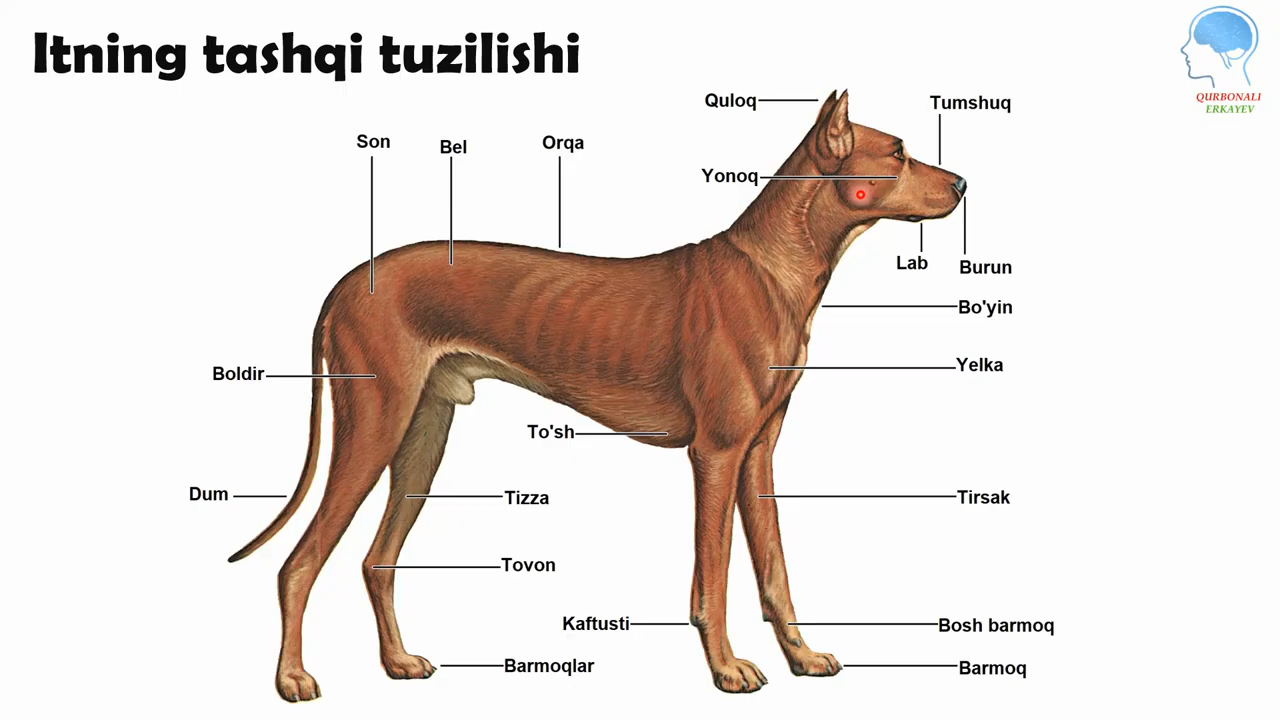 Itning tashqi tuzilishi
QURBONALI
ERKAYEV
Quloq
Tumshuq
Son
Bel
Orqa
Yonoq
Lab
Burun
Bo'yin
Yelka
Boldir
To'sh
Dum
Tizza
Tirsak
Tovon
Kaftusti
Bosh barmoq
Barmoqlar
Barmoq